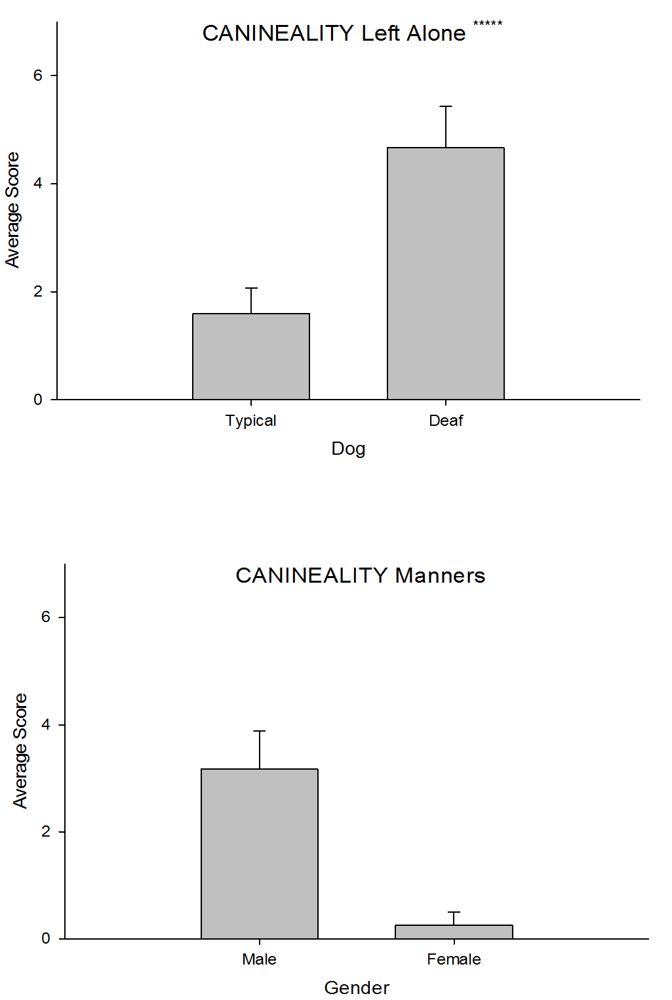 CANINEALITY Left Alone *****
6
4
2
0
Average Score
Typical
Deaf
Dog
CANINEALITY Manners
6
4
2
0
Average Score
Male
Female
Gender